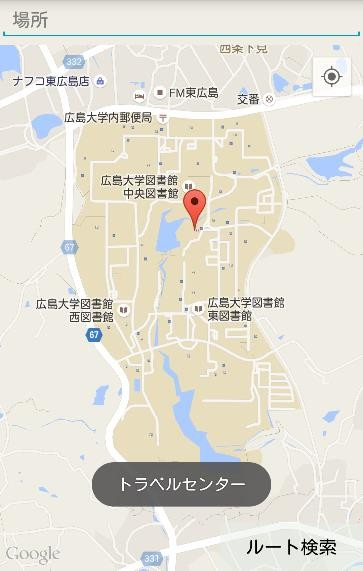 場所
四条下見
ナフコ東広島店
FM東広島
交番
広島大学内郵便局
広島大学図書館
中央図書館
67
広島大学図書館
西図書館
広島大学図書館
東図書館
67
トラベルセンター
ルート検索
Google
331